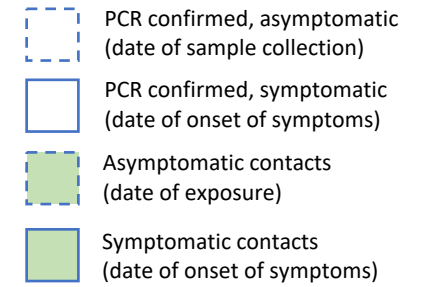 PCR confirmed, asymptomatic
(date of sample collection)
PCR confirmed, symptomatic
(date of onset of symptoms)
Asymptomatic contacts
(date of exposure)
Symptomatic contacts
(date of onset of symptoms)